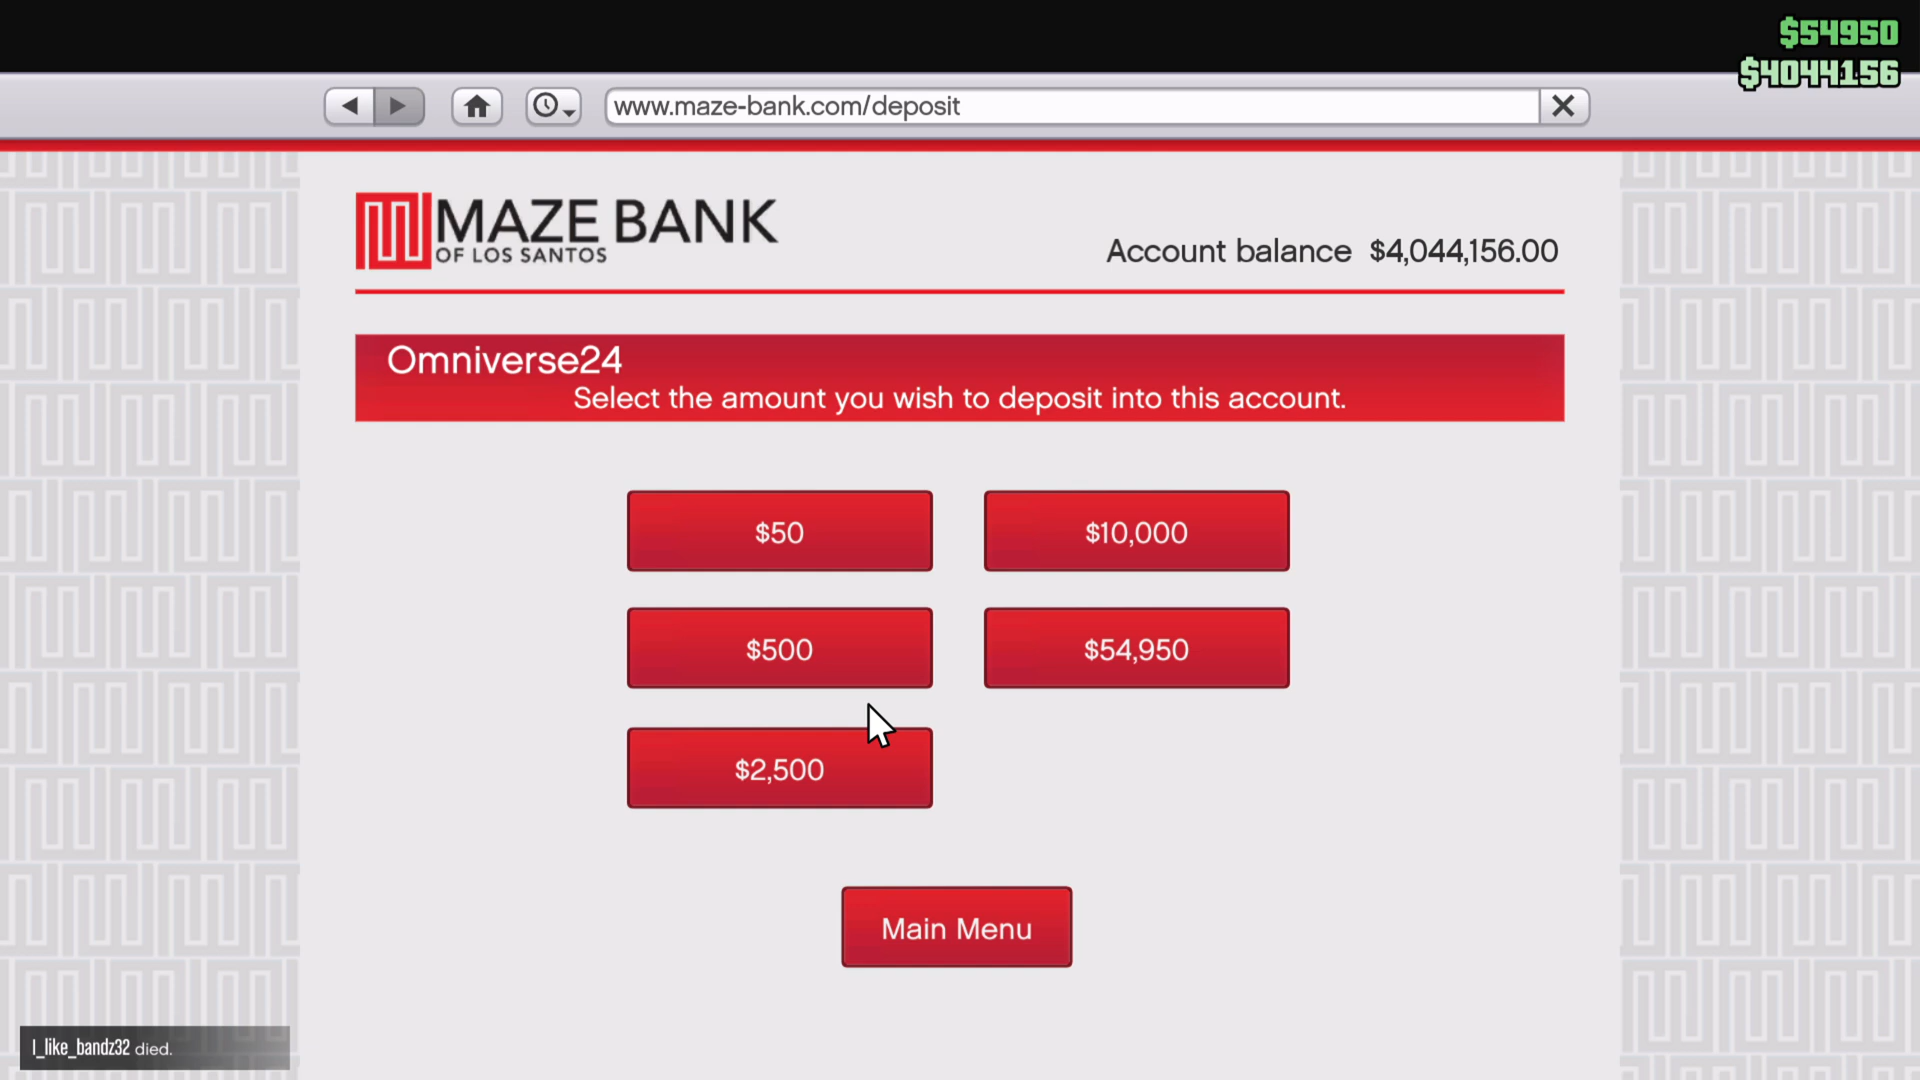 $54950
$4044156
www.maze-bank.com/deposit
MAZE BANK
OF LOS SANTOS
Account balance $4,044,156.00
Omniverse24
Select the amount you wish to deposit into this account.
$50
$10,000
$500
$54,950
$2,500
Main Menu
I_like_bandz32 died.